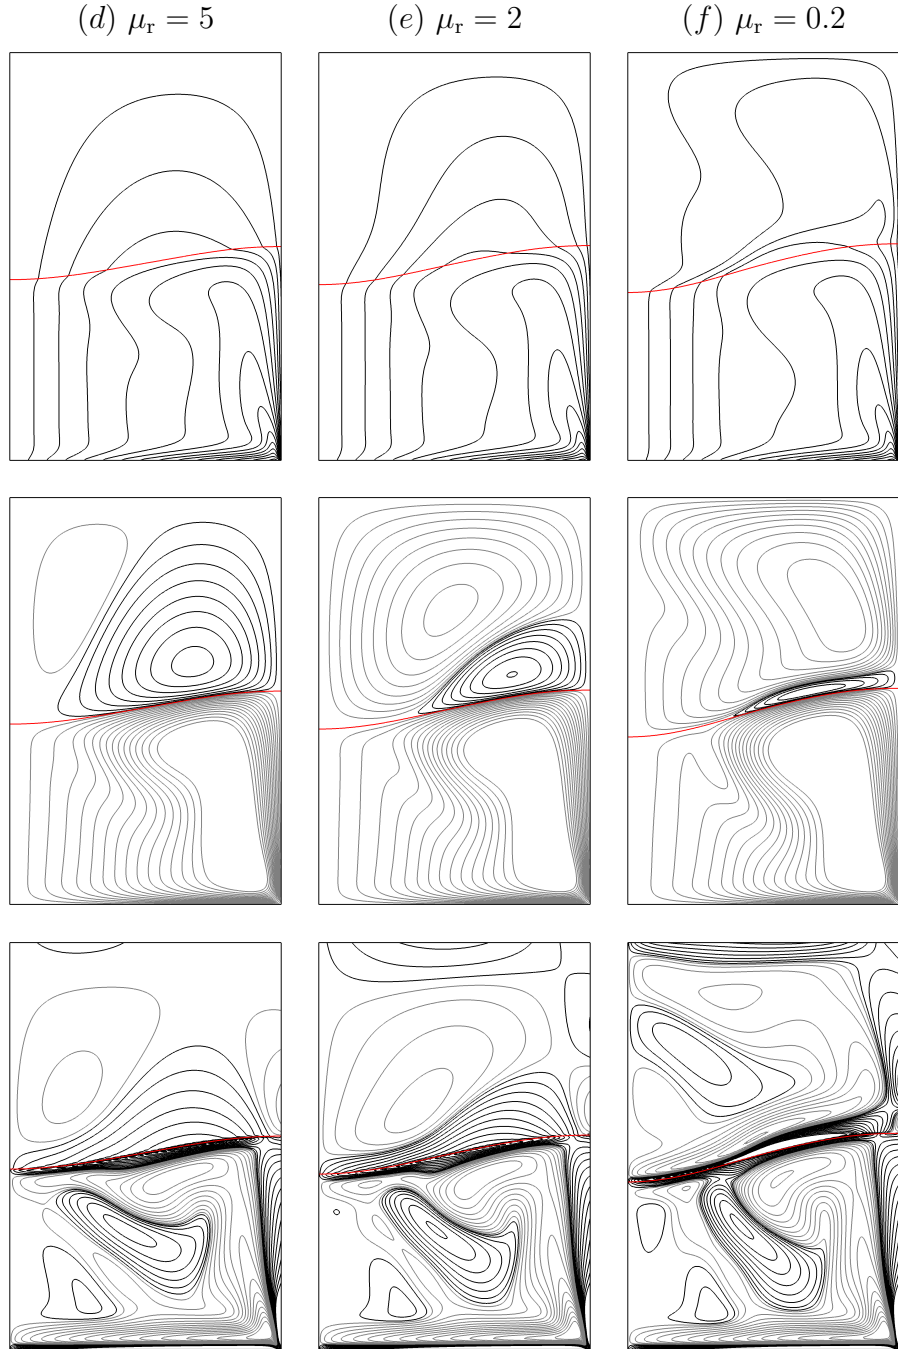 (d) μr = 5 (e) μr = 2 (f) μr = 0.2